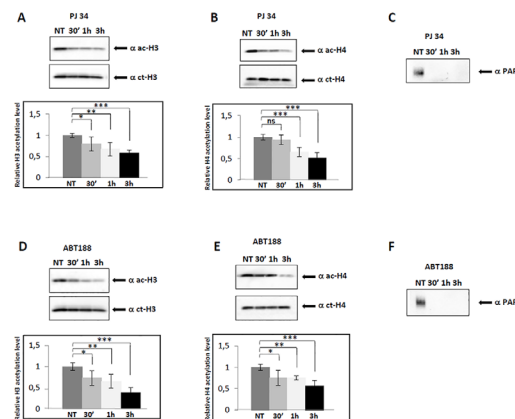 A
PJ 34
NT 30' 1h 3h
α ac-H3
α ct-H3
Relative H3 acetylation level
1,5
1
0,5
0
***
**
*
NT 30' 1h 3h
B
PJ 34
NT 30' 1h 3h
α ac-H4
α ct-H4
Relative H4 acetylation level
1,5
1
0,5
0
***
***
ns
NT 30' 1h 3h
C
PJ 34
NT 30' 1h 3h
α PAR
D
ABT188
NT 30' 1h 3h
α ac-H3
α ct-H3
Relative H3 acetylation level
1,5
1
0,5
0
***
**
*
NT 30' 1h 3h
E
ABT188
NT 30' 1h 3h
α ac-H4
α ct-H4
Relative H4 acetylation level
1,5
1
0,5
0
***
**
*
NT 30' 1h 3h
F
ABT188
NT 30' 1h 3h
α PAR